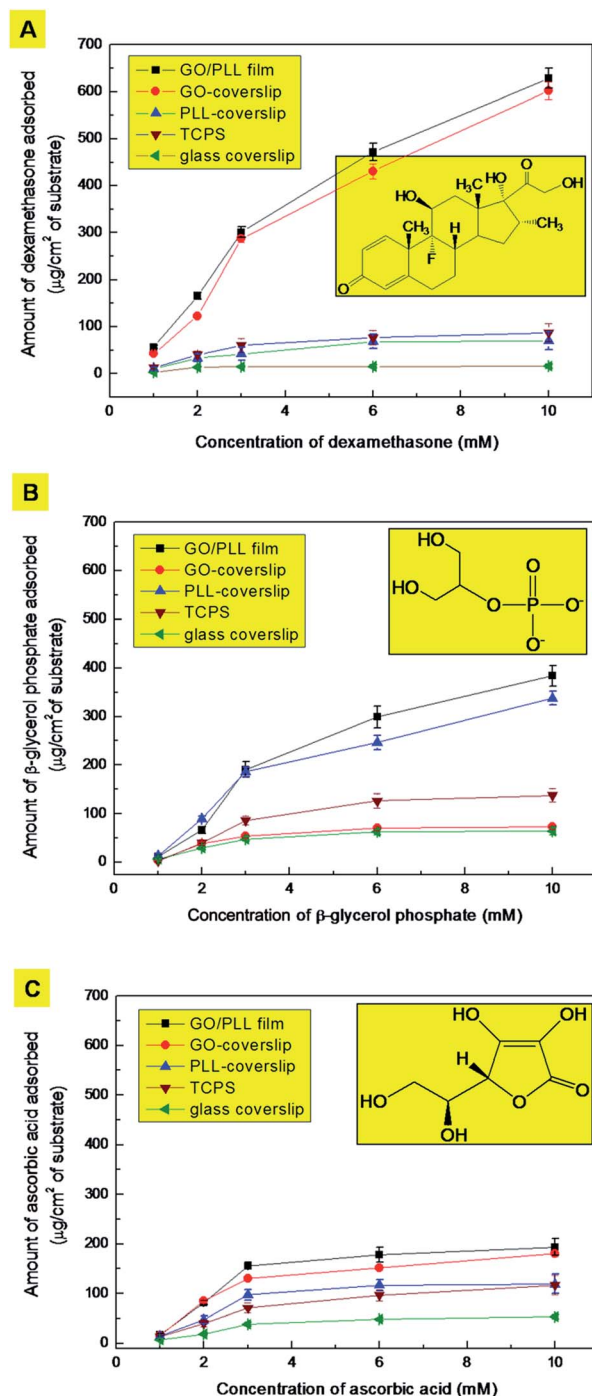 A
700
600
500
400
300
200
100
0
Amount of dexamethasone adsorbed
(µg/cm² of substrate)
GO/PLL film
GO-coverslip
PLL-coverslip
TCPS
glass coverslip
O
HO
OH
H₃C
HO
CH₃
CH₃
H
F
O
0 2 4 6 8 10
Concentration of dexamethasone (mM)
B
700
600
500
400
300
200
100
0
Amount of β-glycerol phosphate adsorbed
(µg/cm² of substrate)
GO/PLL film
GO-coverslip
PLL-coverslip
TCPS
glass coverslip
HO
O
HO
O P O⁻
O⁻
0 2 4 6 8 10
Concentration of β-glycerol phosphate (mM)
C
700
600
500
400
300
200
100
0
Amount of ascorbic acid adsorbed
(µg/cm² of substrate)
GO/PLL film
GO-coverslip
PLL-coverslip
TCPS
glass coverslip
HO OH
H
HO O O
OH
0 2 4 6 8 10
Concentration of ascorbic acid (mM)